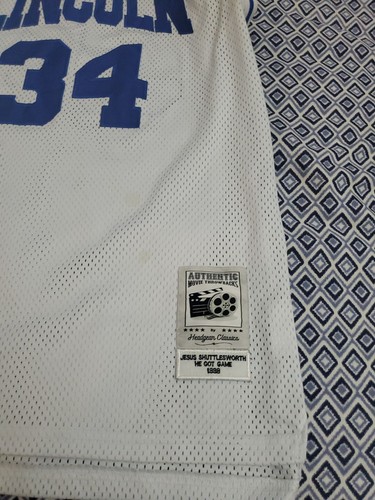 LINCOLN
34
AUTHENTIC
MOVIE THROWBACKS
By
Headgear Classics
JESUS SHUTTLESWORTH
HE GOT GAME
1998